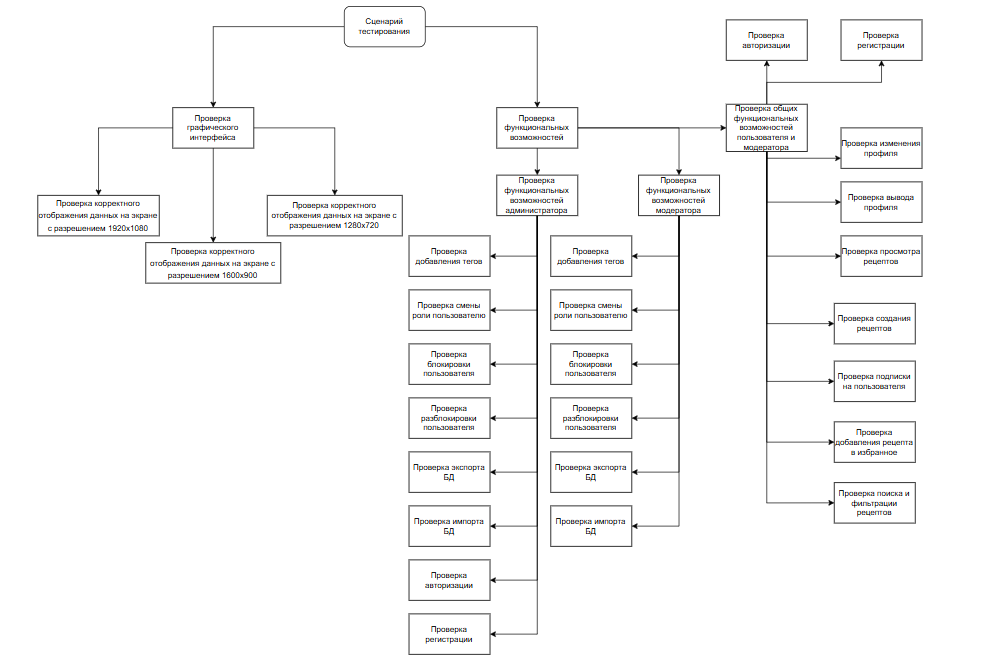 Сценарий
тестирования
Проверка
авторизации
Проверка
регистрации
Проверка
графического
интерфейса
Проверка
функциональных
возможностей
Проверка общих
функциональных
возможностей
пользователя и
модератора
Проверка корректного
отображения данных на экране
с разрешением 1920х1080
Проверка корректного
отображения данных на экране с
разрешением 1600х900
Проверка корректного
отображения данных на экране с
разрешением 1280х720
Проверка
функциональных
возможностей
администратора
Проверка
функциональных
возможностей
модератора
Проверка
добавления тегов
Проверка смены
роли пользователю
Проверка
блокировки
пользователя
Проверка
разблокировки
пользователя
Проверка экспорта
БД
Проверка импорта
БД
Проверка
авторизации
Проверка
регистрации
Проверка
добавления тегов
Проверка смены
роли пользователю
Проверка
блокировки
пользователя
Проверка
разблокировки
пользователя
Проверка экспорта
БД
Проверка импорта
БД
Проверка изменения
профиля
Проверка вывода
профиля
Проверка просмотра
рецептов
Проверка создания
рецептов
Проверка подписки
на пользователя
Проверка
добавления рецепта
в избранное
Проверка поиска и
фильтрации
рецептов